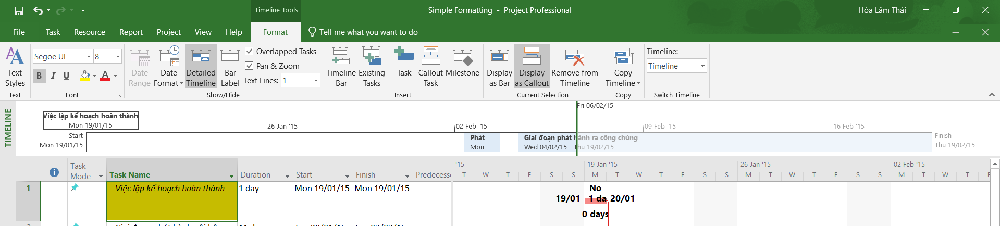 Timeline Tools
Simple Formatting - Project Professional
Hòa Lâm Thái
File Task Resource Report Project View Help Format Tell me what you want to do
Text Styles
Text
Segoe UI 8
B I U A
Font
Date Range
Date Format
Detailed Timeline
Bar Label
Overlapped Tasks
Pan & Zoom
Text Lines: 1
Show/Hide
Timeline Bar
Existing Tasks
Task
Callout Task
Milestone
Insert
Display as Bar
Display as Callout
Remove from Timeline
Current Selection
Copy Timeline
Copy
Timeline:
Timeline
Switch Timeline
TIMELINE
Fri 06/02/15
Việc lập kế hoạch hoàn thành
Mon 19/01/15
26 Jan '15
02 Feb '15
09 Feb '15
16 Feb '15
Start
Mon 19/01/15
Phát
Mon
Giai đoạn phát hành ra công chúng
Wed 04/02/15 - Thu 19/02/15
Finish
Thu 19/02/15
Task Mode
Task Name
Duration
Start
Finish
Predecesso
'15
19 Jan '15
26 Jan '15
02 Feb '15
T W T F S S M T W T F S S M T W T F S S M T W T F
1
Việc lập kế hoạch hoàn thành
1 day
Mon 19/01/15
Mon 19/01/15
No
19/01 1 da 20/01
0 days